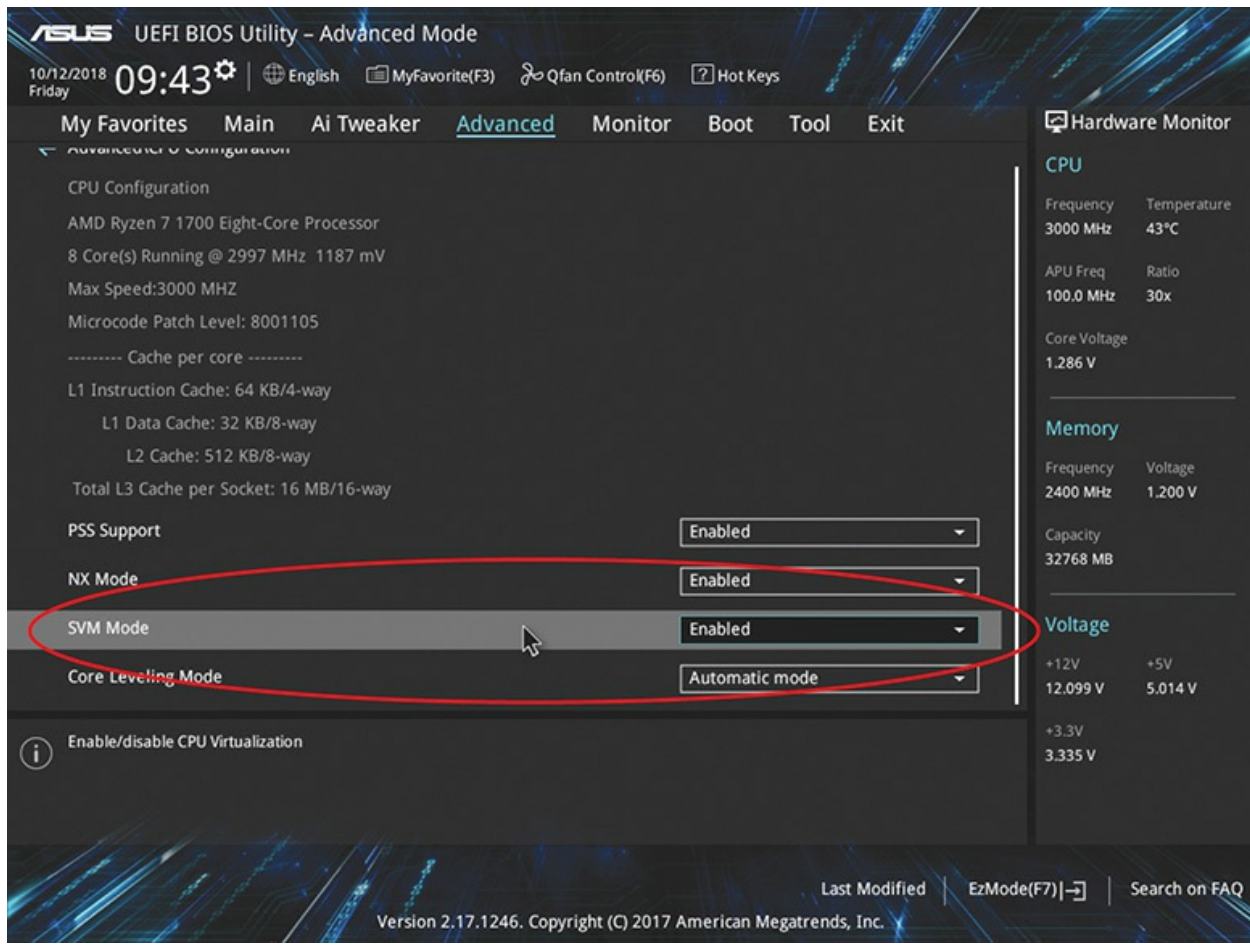 ASUS UEFI BIOS Utility – Advanced Mode
10/12/2018 09:43 English MyFavorite(F3) Qfan Control(F6) ? Hot Keys
Friday
My Favorites Main Ai Tweaker Advanced Monitor Boot Tool Exit
Advanced\CPU Configuration
CPU Configuration
AMD Ryzen 7 1700 Eight-Core Processor
8 Core(s) Running @ 2997 MHz 1187 mV
Max Speed:3000 MHZ
Microcode Patch Level: 8001105
--------- Cache per core ---------
L1 Instruction Cache: 64 KB/4-way
L1 Data Cache: 32 KB/8-way
L2 Cache: 512 KB/8-way
Total L3 Cache per Socket: 16 MB/16-way
PSS Support Enabled
NX Mode Enabled
SVM Mode Enabled
Core Leveling Mode Automatic mode
Enable/disable CPU Virtualization
Hardware Monitor
CPU
Frequency Temperature
3000 MHz 43°C
APU Freq Ratio
100.0 MHz 30x
Core Voltage
1.286 V
Memory
Frequency Voltage
2400 MHz 1.200 V
Capacity
32768 MB
Voltage
+12V +5V
12.099 V 5.014 V
+3.3V
3.335 V
Last Modified EzMode(F7) Search on FAQ
Version 2.17.1246. Copyright (C) 2017 American Megatrends, Inc.